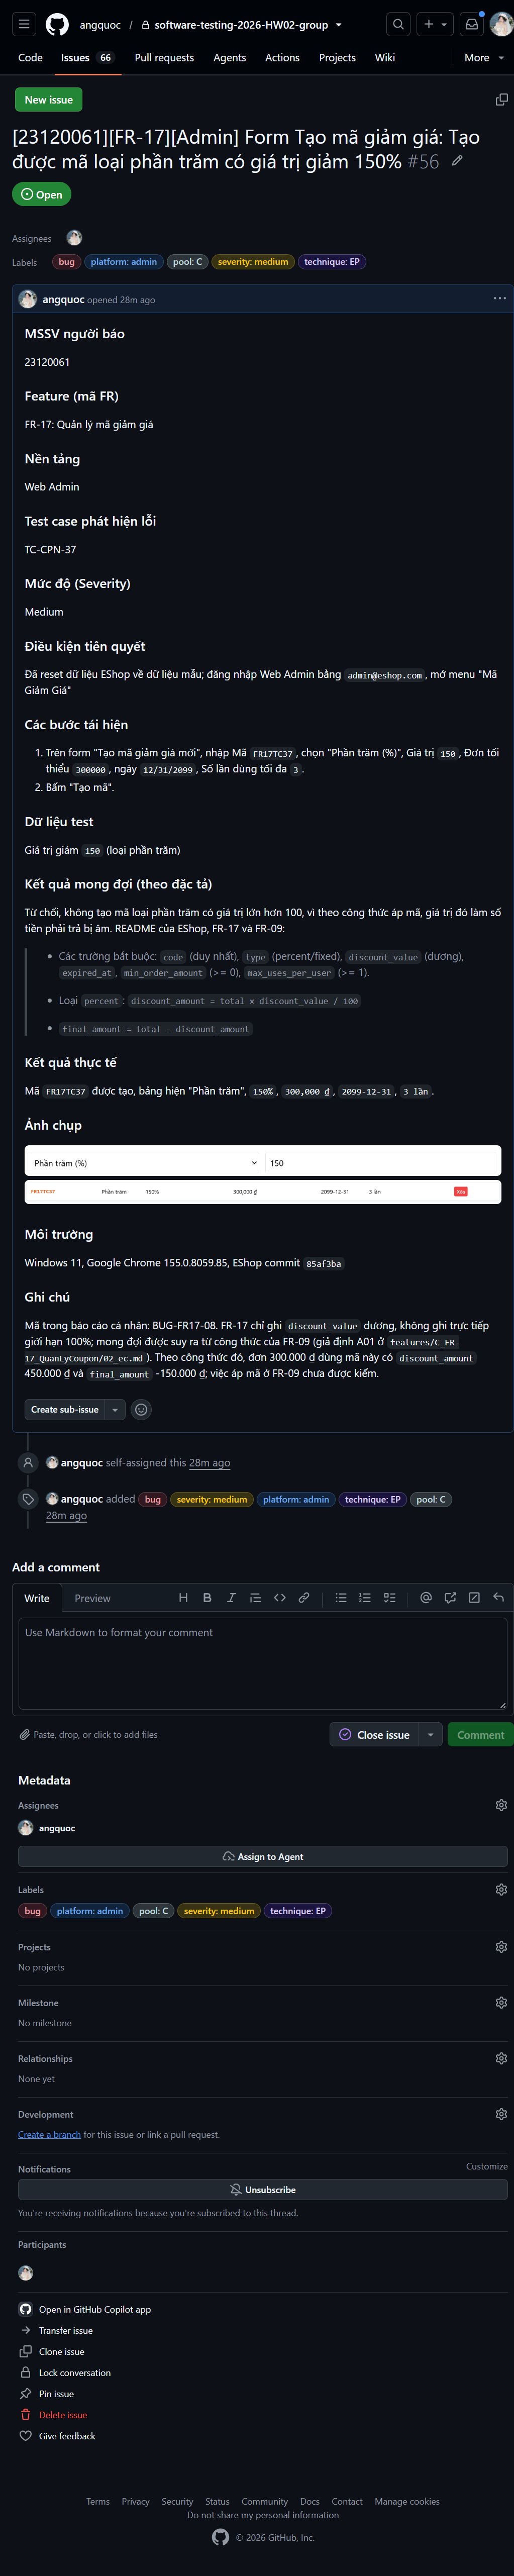 angquoc / software-testing-2026-HW02-group
Code Issues 66 Pull requests Agents Actions Projects Wiki More
New issue
[23120061][FR-17][Admin] Form Tạo mã giảm giá: Tạo
được mã loại phần trăm có giá trị giảm 150% #56
Open
Assignees
Labels bug platform: admin pool: C severity: medium technique: EP
angquoc opened 28m ago
MSSV người báo
23120061
Feature (mã FR)
FR-17: Quản lý mã giảm giá
Nền tảng
Web Admin
Test case phát hiện lỗi
TC-CPN-37
Mức độ (Severity)
Medium
Điều kiện tiên quyết
Đã reset dữ liệu EShop về dữ liệu mẫu; đăng nhập Web Admin bằng admin@eshop.com, mở menu "Mã
Giảm Giá"
Các bước tái hiện
1. Trên form "Tạo mã giảm giá mới", nhập Mã FR17TC37, chọn "Phần trăm (%)", Giá trị 150, Đơn tối
thiểu 300000, ngày 12/31/2099, Số lần dùng tối đa 3.
2. Bấm "Tạo mã".
Dữ liệu test
Giá trị giảm 150 (loại phần trăm)
Kết quả mong đợi (theo đặc tả)
Từ chối, không tạo mã loại phần trăm có giá trị lớn hơn 100, vì theo công thức áp mã, giá trị đó làm số
tiền phải trả bị âm. README của EShop, FR-17 và FR-09:
• Các trường bắt buộc: code (duy nhất), type (percent/fixed), discount_value (dương),
expired_at, min_order_amount (>= 0), max_uses_per_user (>= 1).
• Loại percent: discount_amount = total x discount_value / 100
• final_amount = total - discount_amount
Kết quả thực tế
Mã FR17TC37 được tạo, bảng hiện "Phần trăm", 150%, 300,000 ₫, 2099-12-31, 3 lần.
Ảnh chụp
Phần trăm (%) 150
FR17TC37 Phần trăm 150% 300,000 ₫ 2099-12-31 3 lần Xóa
Môi trường
Windows 11, Google Chrome 155.0.8059.85, EShop commit 85af3ba
Ghi chú
Mã trong báo cáo cá nhân: BUG-FR17-08. FR-17 chỉ ghi discount_value dương, không ghi trực tiếp
giới hạn 100%; mong đợi được suy ra từ công thức của FR-09 (giả định A01 ở features/C_FR-
17_QuanLyCoupon/02_ec.md). Theo công thức đó, đơn 300.000 ₫ dùng mã này có discount_amount
450.000 ₫ và final_amount -150.000 ₫; việc áp mã ở FR-09 chưa được kiểm.
Create sub-issue
angquoc self-assigned this 28m ago
angquoc added bug severity: medium platform: admin technique: EP pool: C
28m ago
Add a comment
Write Preview
Use Markdown to format your comment
Paste, drop, or click to add files Close issue Comment
Metadata
Assignees
angquoc
Assign to Agent
Labels
bug platform: admin pool: C severity: medium technique: EP
Projects
No projects
Milestone
No milestone
Relationships
None yet
Development
Create a branch for this issue or link a pull request.
Notifications Customize
Unsubscribe
You're receiving notifications because you're subscribed to this thread.
Participants
Open in GitHub Copilot app
Transfer issue
Clone issue
Lock conversation
Pin issue
Delete issue
Give feedback
Terms Privacy Security Status Community Docs Contact Manage cookies
Do not share my personal information
© 2026 GitHub, Inc.